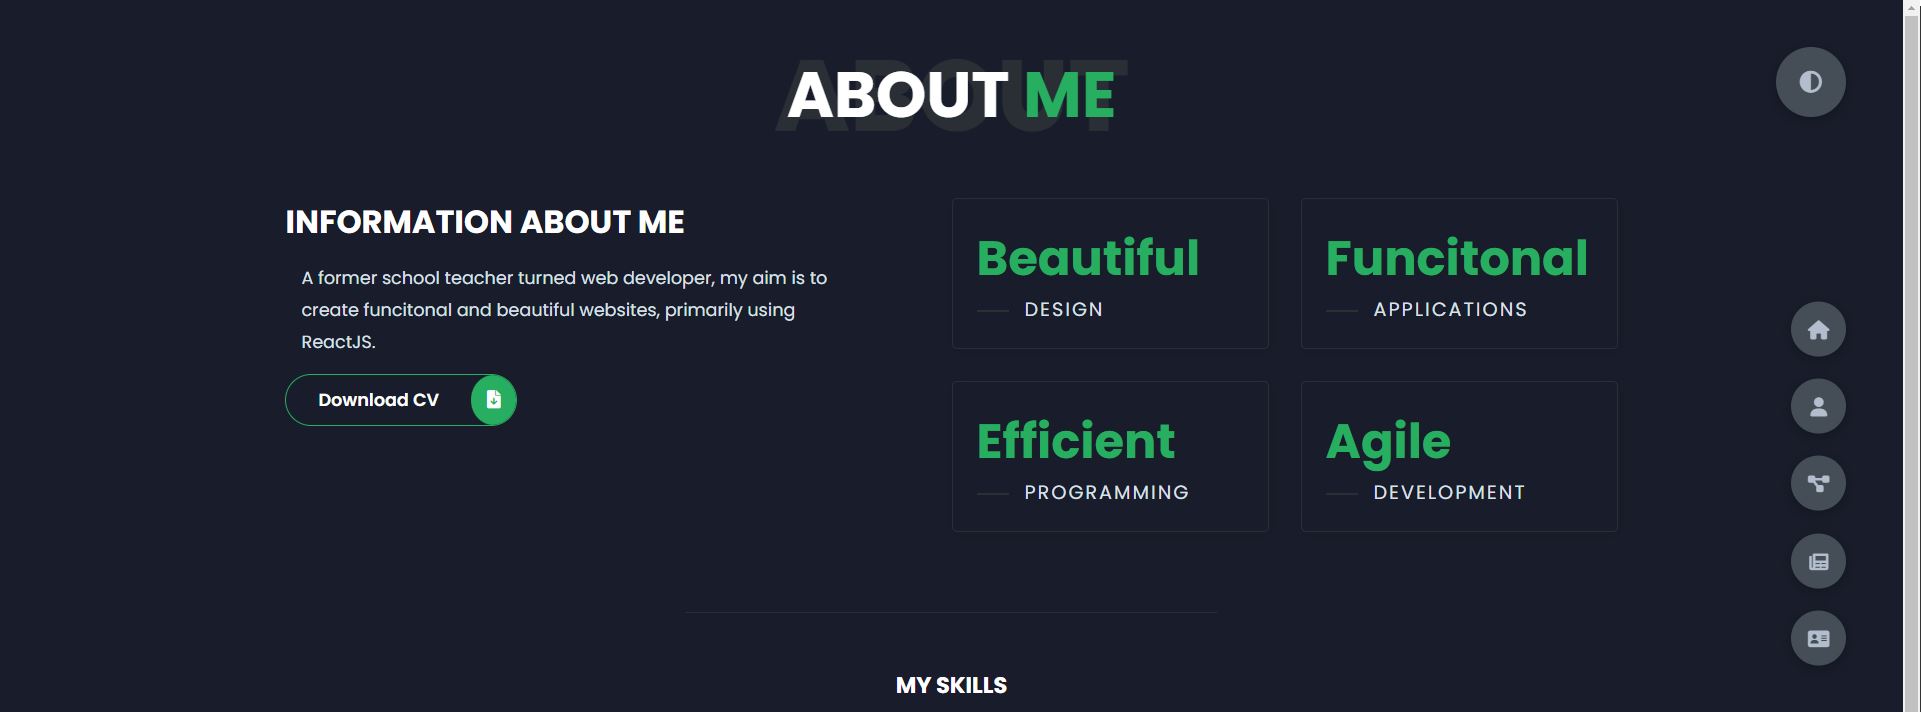 ABOUT
ABOUT ME
INFORMATION ABOUT ME
A former school teacher turned web developer, my aim is to
create funcitonal and beautiful websites, primarily using
ReactJS.
Download CV
Beautiful
DESIGN
Funcitonal
APPLICATIONS
Efficient
PROGRAMMING
Agile
DEVELOPMENT
MY SKILLS